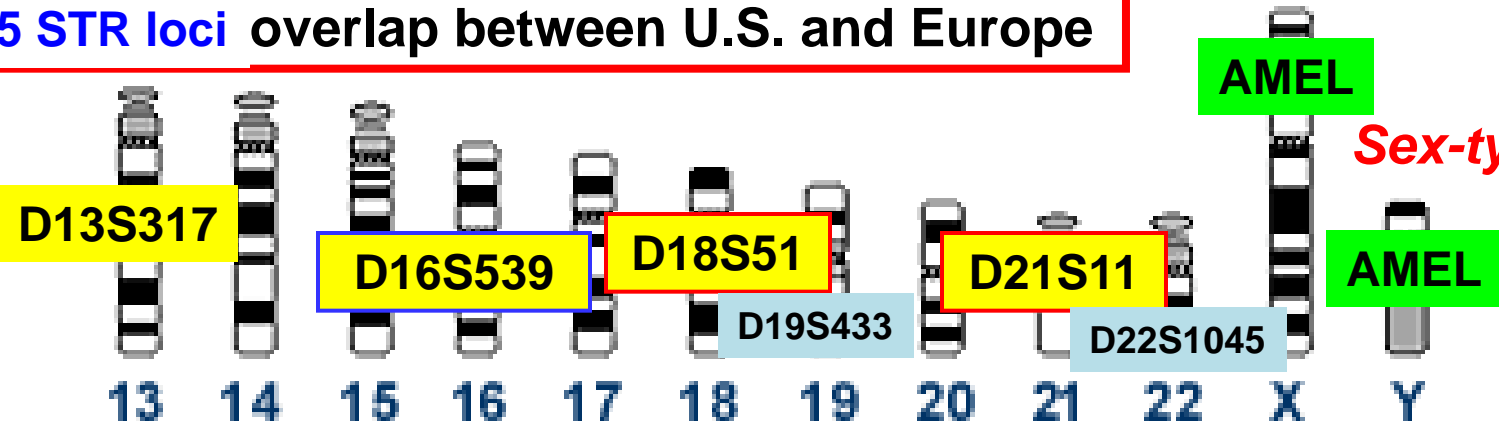 5 STR loci overlap between U.S. and Europe
AMEL
D13S317
D16S539
D18S51
D19S433
D21S11
D22S1045
AMEL
13 14 15 16 17 18 19 20 21 22 X Y